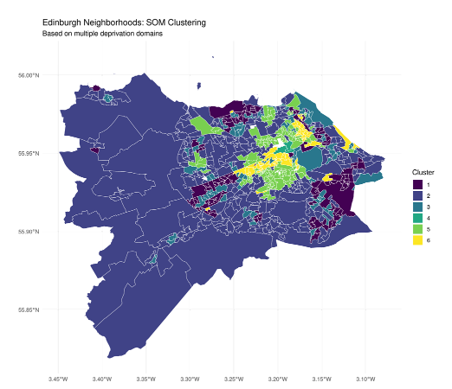 Edinburgh Neighborhoods: SOM Clustering
Based on multiple deprivation domains
56.00°N
55.95°N
55.90°N
55.85°N
3.45°W 3.40°W 3.35°W 3.30°W 3.25°W 3.20°W 3.15°W 3.10°W
Cluster
1
2
3
4
5
6